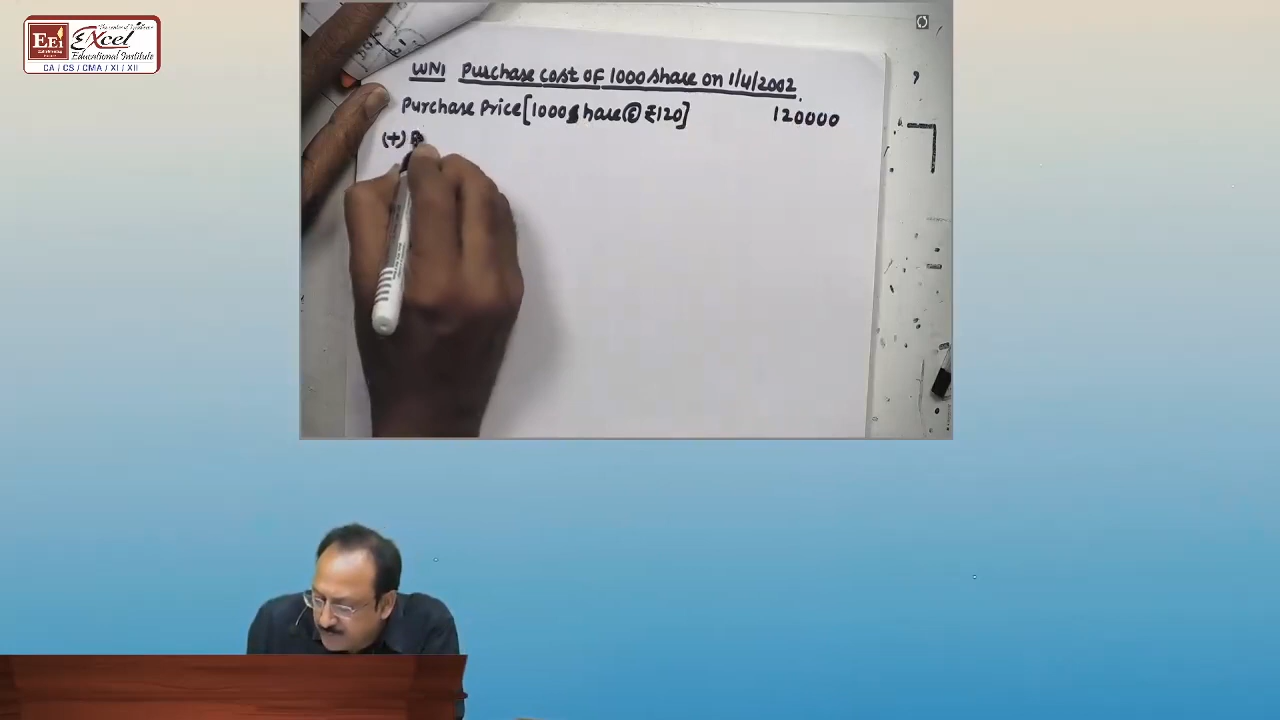 EEi
Excel
Educational Institute
CA / CS / CMA / XI / XII
WN1 Purchase cost of 1000 share on 1/4/2002.
Purchase Price [1000 share @ ₹120] 120000
(+)